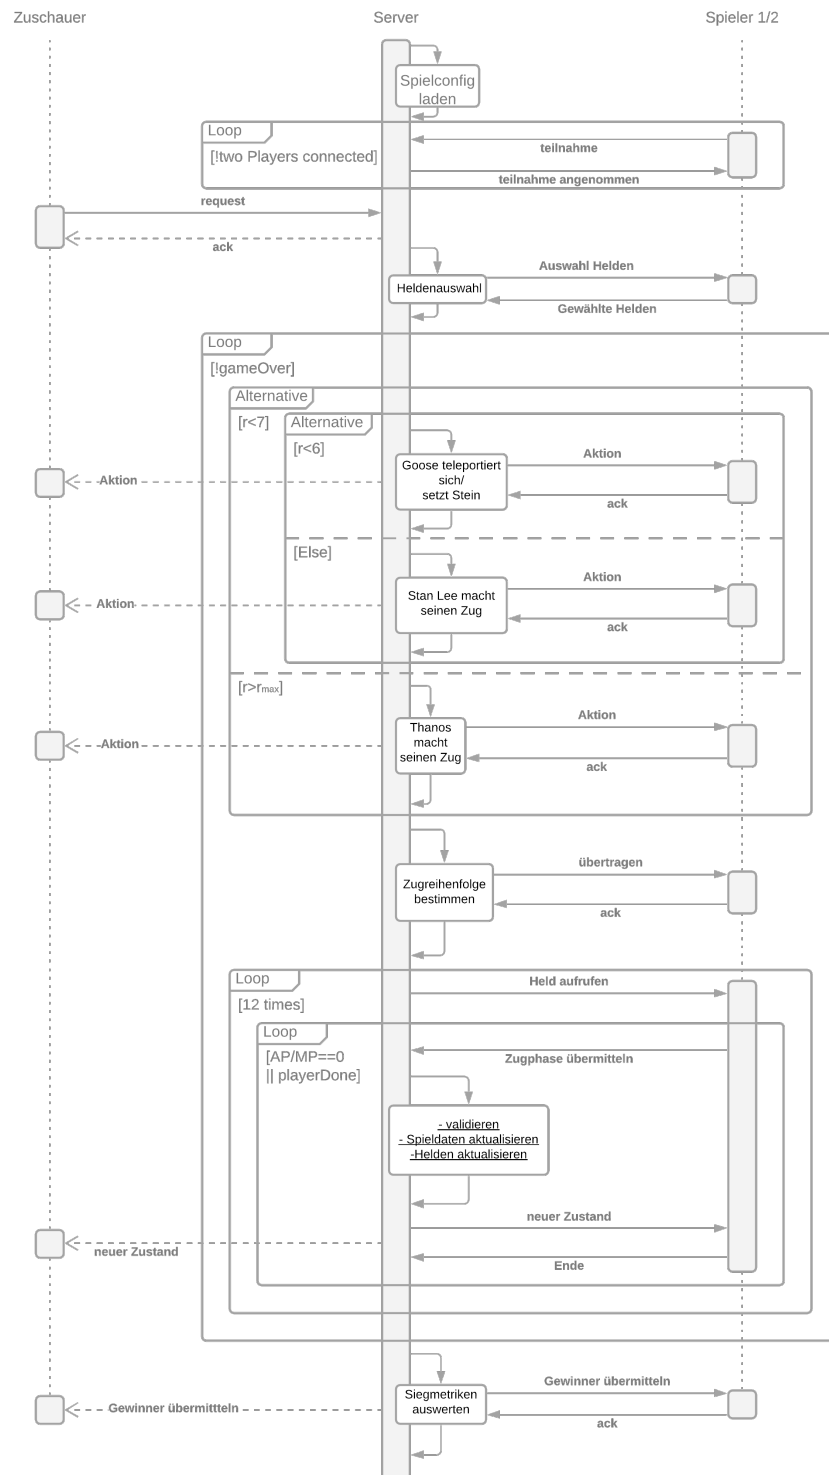 Zuschauer
Server
Spieler 1/2
Spielconfig
laden
Loop
[!two Players connected]
teilnahme
teilnahme angenommen
request
ack
Auswahl Helden
Heldenauswahl
Gewählte Helden
Loop
[!gameOver]
Alternative
[r<7]
Alternative
[r<6]
Goose teleportiert
sich/
setzt Stein
Aktion
Aktion
ack
[Else]
Stan Lee macht
seinen Zug
Aktion
Aktion
ack
[r>rmax]
Thanos
macht
seinen Zug
Aktion
Aktion
ack
Zugreihenfolge
bestimmen
übertragen
ack
Loop
[12 times]
Held aufrufen
Loop
[AP/MP==0
|| playerDone]
Zugphase übermitteln
- validieren
- Spieldaten aktualisieren
-Helden aktualisieren
neuer Zustand
neuer Zustand
Ende
Siegmetriken
auswerten
Gewinner übermitteln
Gewinner übermittteln
ack